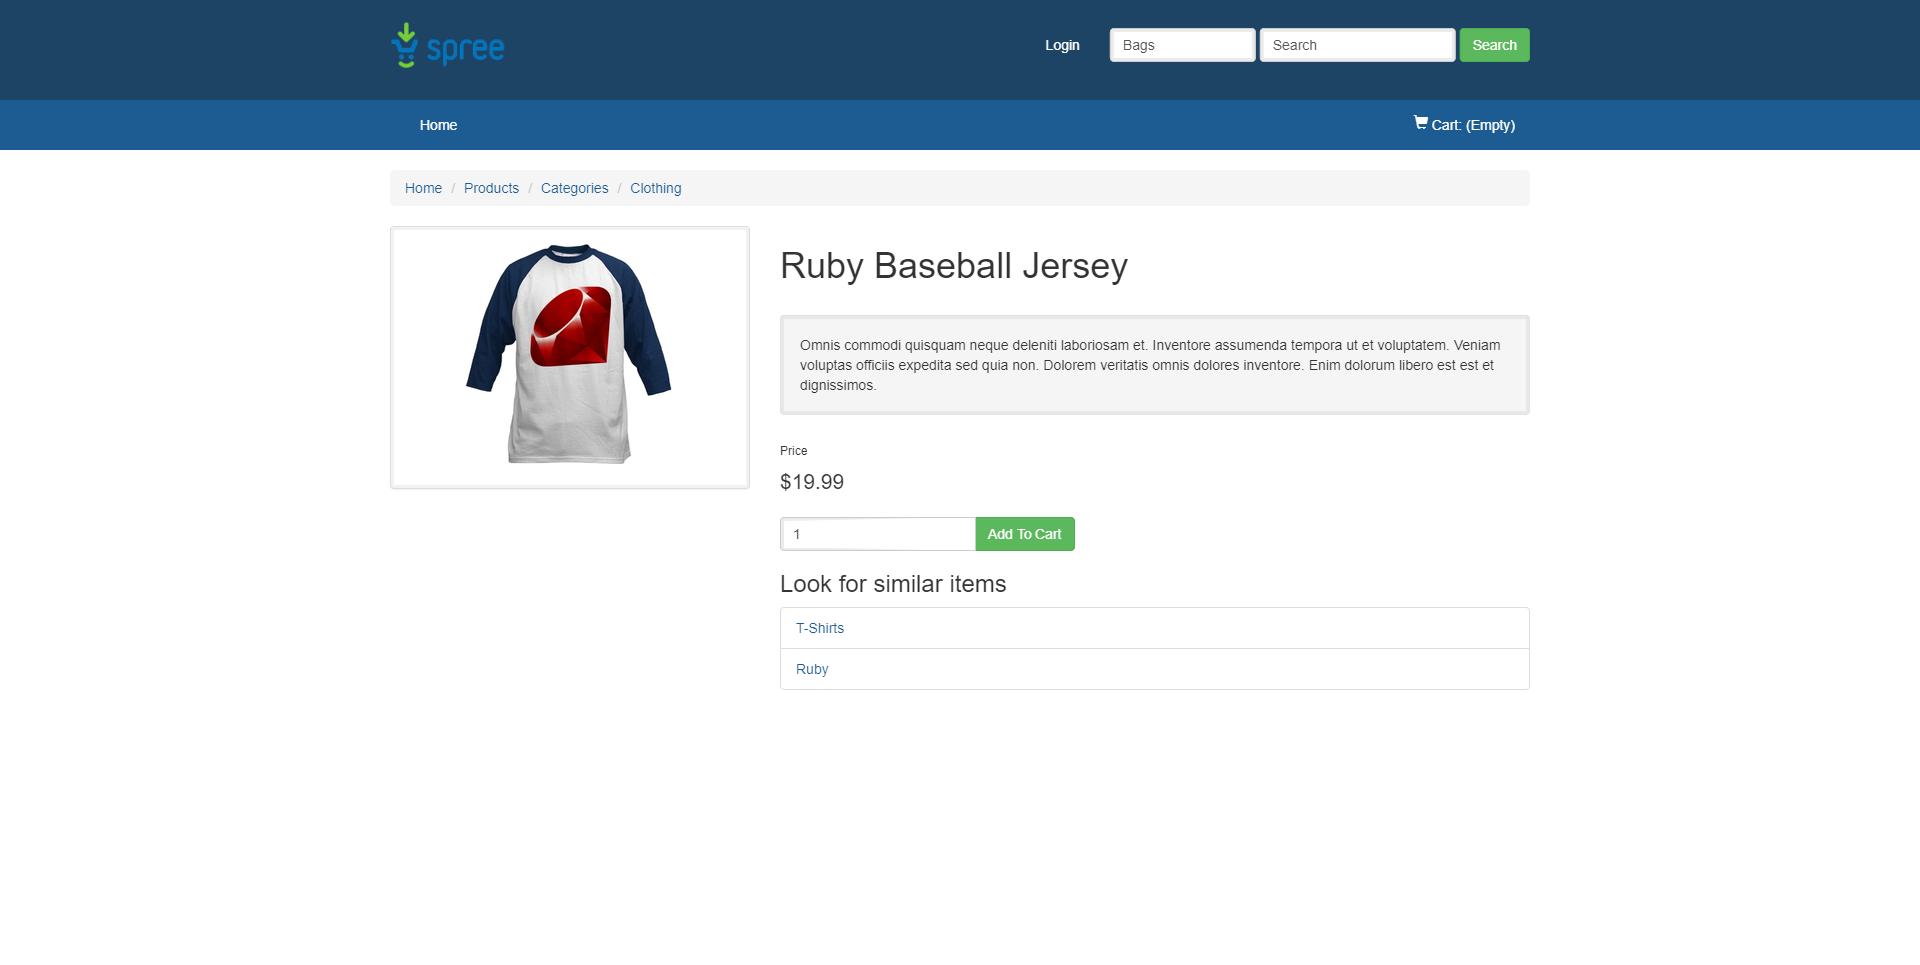 spree
Login
Bags
Search
Search
Home
Cart: (Empty)
Home / Products / Categories / Clothing
Ruby Baseball Jersey
Omnis commodi quisquam neque deleniti laboriosam et. Inventore assumenda tempora ut et voluptatem. Veniam
voluptas officiis expedita sed quia non. Dolorem veritatis omnis dolores inventore. Enim dolorum libero est est et
dignissimos.
Price
$19.99
1
Add To Cart
Look for similar items
T-Shirts
Ruby